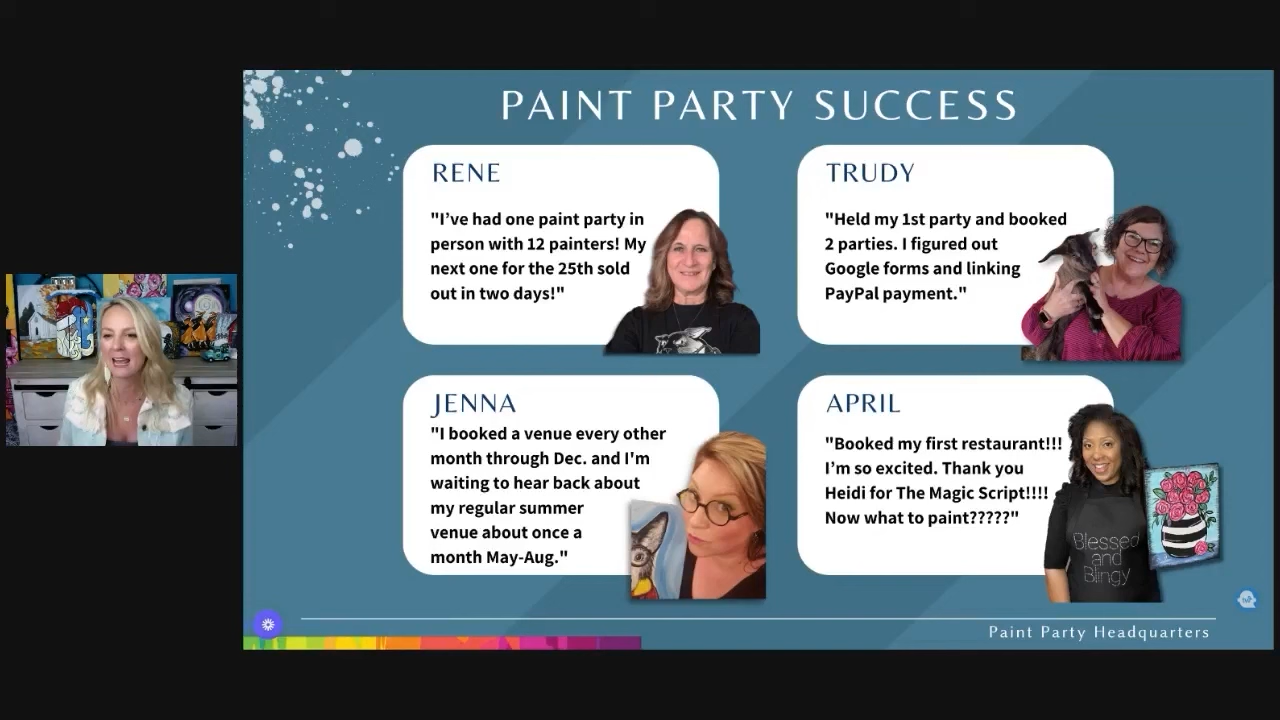 PAINT PARTY SUCCESS
RENE
"I've had one paint party in
person with 12 painters! My
next one for the 25th sold
out in two days!"
TRUDY
"Held my 1st party and booked
2 parties. I figured out
Google forms and linking
PayPal payment."
JENNA
"I booked a venue every other
month through Dec. and I'm
waiting to hear back about
my regular summer
venue about once a
month May-Aug."
APRIL
"Booked my first restaurant!!!
I'm so excited. Thank you
Heidi for The Magic Script!!!!
Now what to paint?????"
Blessed
and
Blingy
Paint Party Headquarters